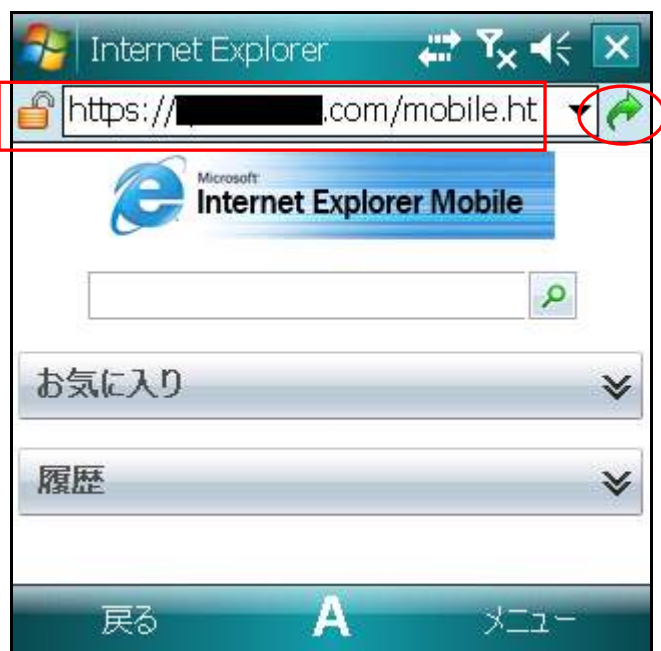 Internet Explorer
https:// .com/mobile.ht
Microsoft
Internet Explorer Mobile
お気に入り
履歴
戻る A メニュー